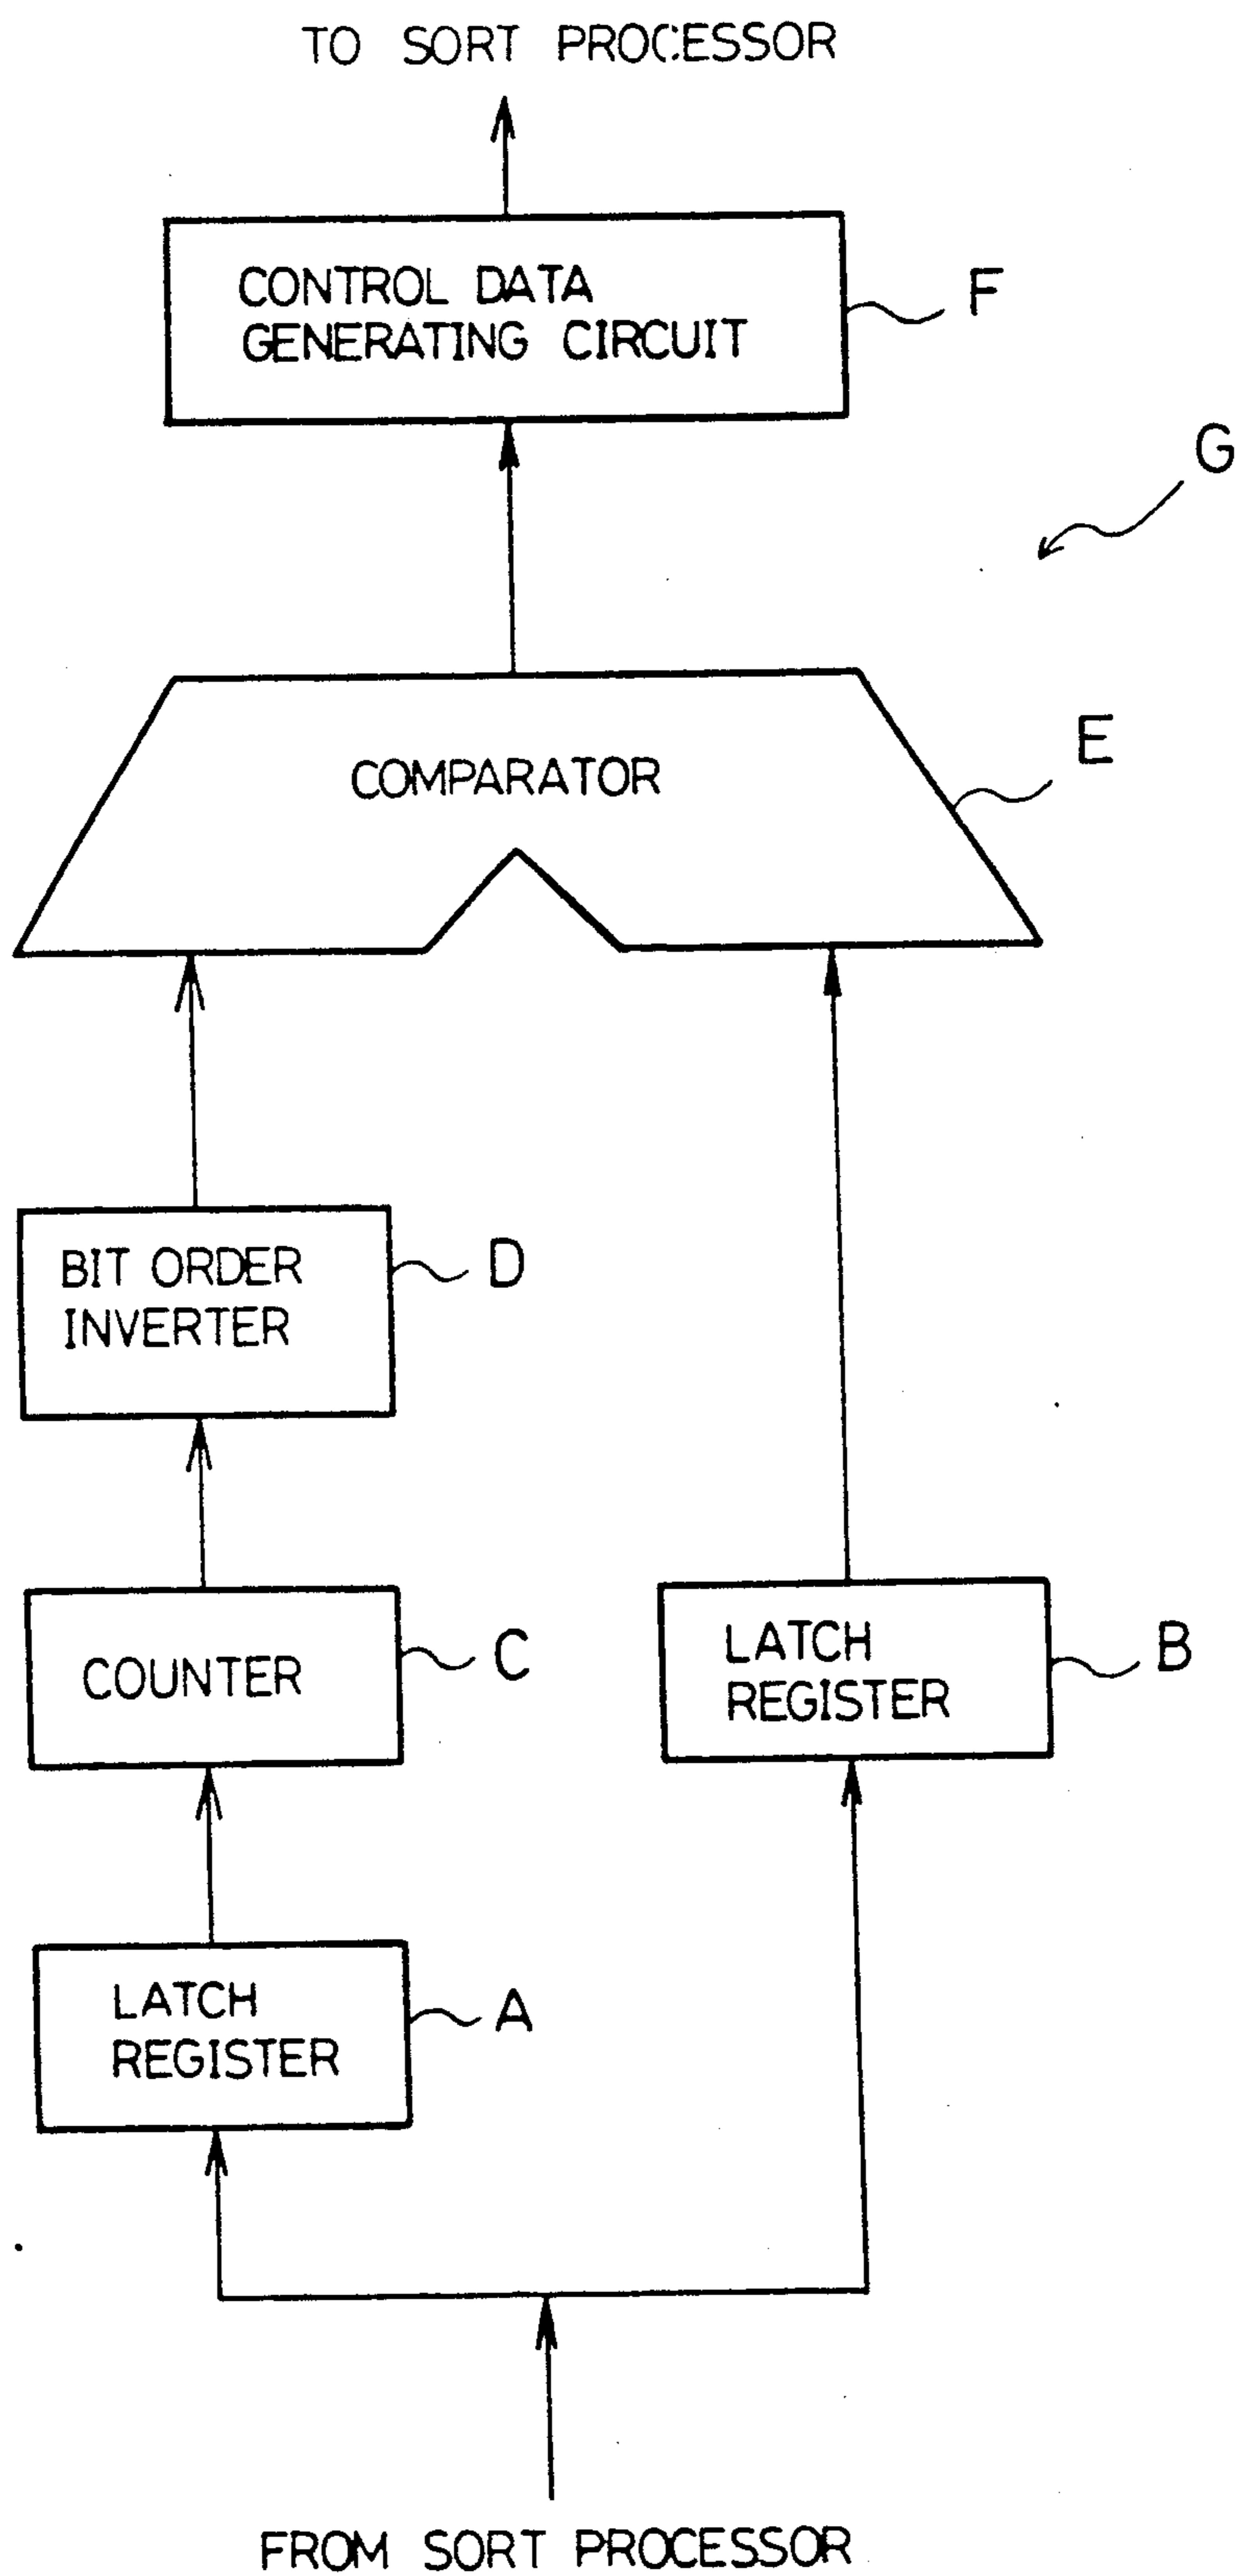 TO SORT PROCESSOR
CONTROL DATA
GENERATING CIRCUIT
F
G
COMPARATOR
E
BIT ORDER
INVERTER
D
COUNTER
C
LATCH
REGISTER
B
LATCH
REGISTER
A
FROM SORT PROCESSOR